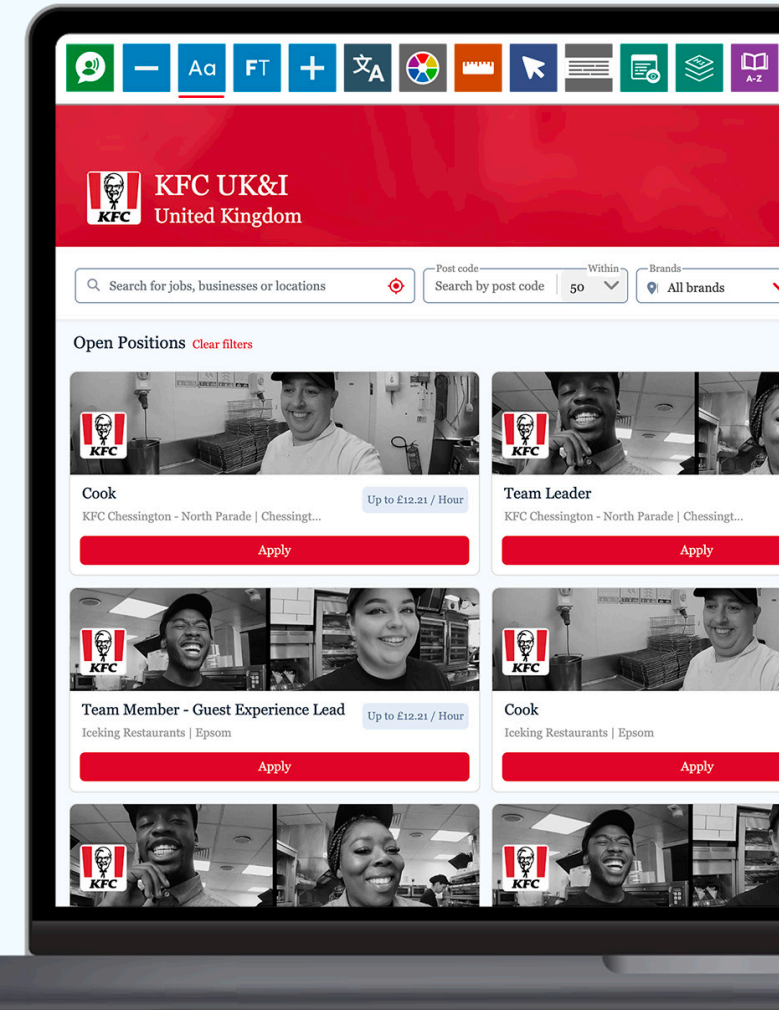 Aa
FT
文A
A-Z
KFC
KFC UK&I
United Kingdom
Search for jobs, businesses or locations
Post code
Search by post code
Within
50
Brands
All brands
Open Positions Clear filters
KFC
Cook
Up to £12.21 / Hour
KFC Chessington - North Parade | Chessingt...
Apply
KFC
Team Leader
KFC Chessington - North Parade | Chessingt...
Apply
KFC
Team Member - Guest Experience Lead
Up to £12.21 / Hour
Iceking Restaurants | Epsom
Apply
KFC
Cook
Iceking Restaurants | Epsom
Apply
KFC
KFC